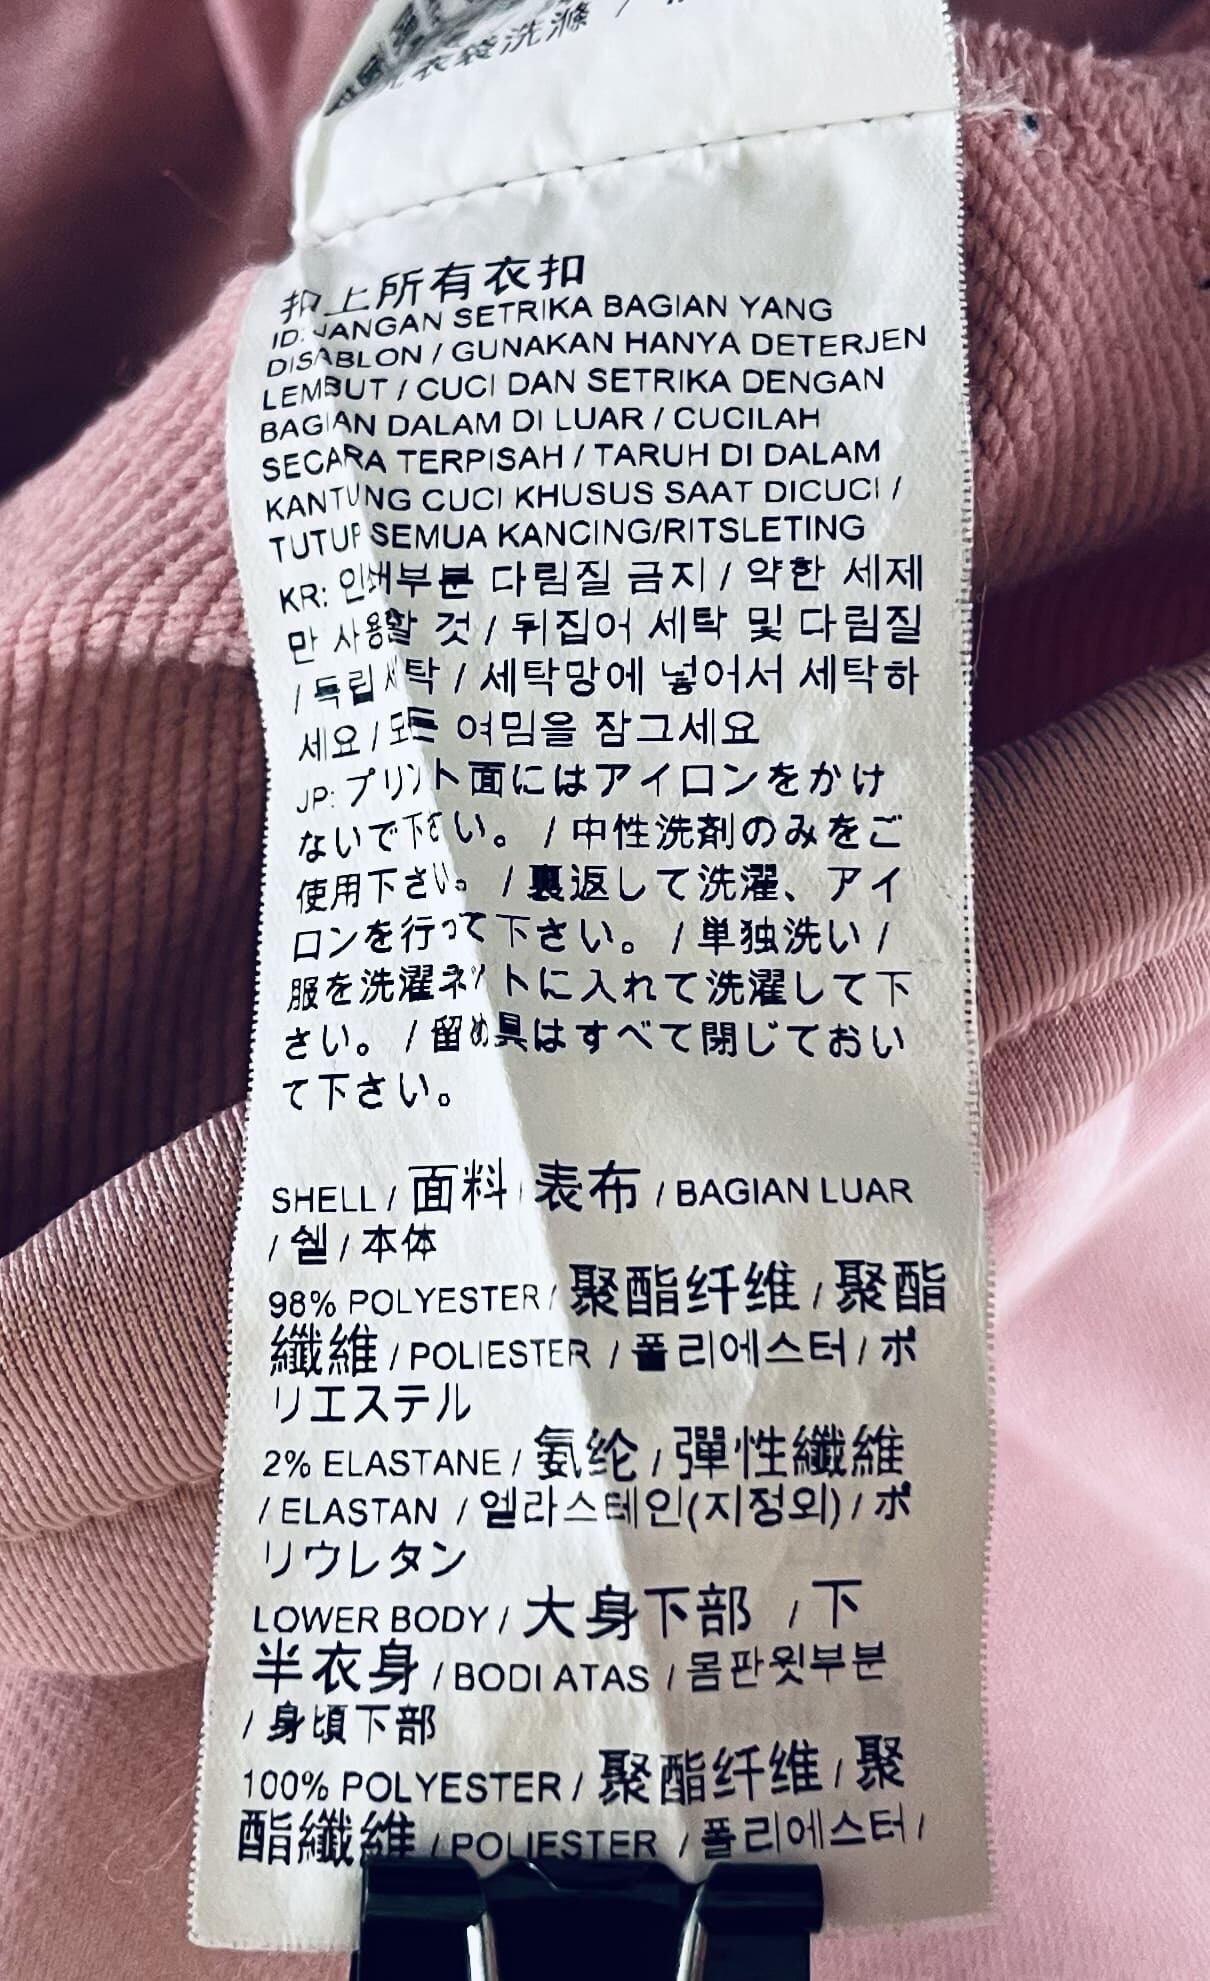 衣袋洗滌 /
扣上所有衣扣
ID: JANGAN SETRIKA BAGIAN YANG
DISABLON / GUNAKAN HANYA DETERJEN
LEMBUT / CUCI DAN SETRIKA DENGAN
BAGIAN DALAM DI LUAR / CUCILAH
SECARA TERPISAH / TARUH DI DALAM
KANTUNG CUCI KHUSUS SAAT DICUCI /
TUTUP SEMUA KANCING/RITSLETING
KR: 인쇄부분 다림질 금지 / 약한 세제
만 사용할 것 / 뒤집어 세탁 및 다림질
/ 독립 세탁 / 세탁망에 넣어서 세탁하
세요 / 모든 여밈을 잠그세요
JP: プリント面にはアイロンをかけ
ないで下さい。 / 中性洗剤のみをご
使用下さい。 / 裏返して洗濯、アイ
ロンを行って下さい。 / 単独洗い /
服を洗濯ネットに入れて洗濯して下
さい。 / 留め具はすべて閉じておい
て下さい。
SHELL / 面料 / 表布 / BAGIAN LUAR
/ 쉘 / 本体
98% POLYESTER / 聚酯纤维 / 聚酯
纖維 / POLIESTER / 폴리에스터 / ポ
リエステル
2% ELASTANE / 氨纶 / 彈性纖維
/ ELASTAN / 엘라스테인(지정외) / ポ
リウレタン
LOWER BODY / 大身下部 / 下
半衣身 / BODI ATAS / 몸판윗부분
/ 身頃下部
100% POLYESTER / 聚酯纤维 / 聚
酯纖維 / POLIESTER / 폴리에스터 /